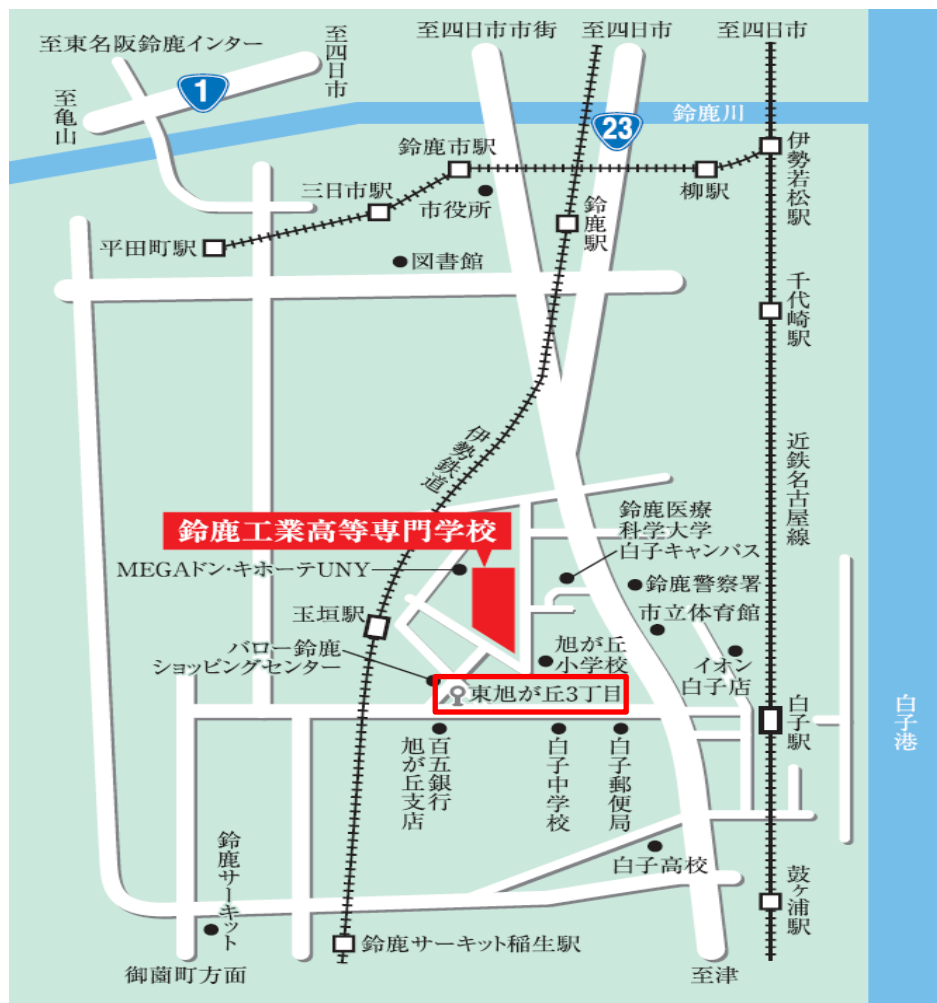 至東名阪鈴鹿インター
至四日市
至四日市市街
至四日市
至四日市
1
至亀山
23
鈴鹿川
鈴鹿市駅
伊勢若松駅
三日市駅
市役所
柳駅
鈴鹿駅
平田町駅
図書館
千代崎駅
伊勢鉄道
近鉄名古屋線
鈴鹿医療
科学大学
白子キャンパス
鈴鹿工業高等専門学校
MEGAドン・キホーテUNY
鈴鹿警察署
市立体育館
玉垣駅
バロー鈴鹿
ショッピングセンター
旭が丘
小学校
イオン
白子店
東旭が丘3丁目
白子駅
白子港
百五銀行
旭が丘支店
白子中学校
白子郵便局
鈴鹿サーキット
白子高校
鼓ヶ浦駅
鈴鹿サーキット稲生駅
御薗町方面
至津